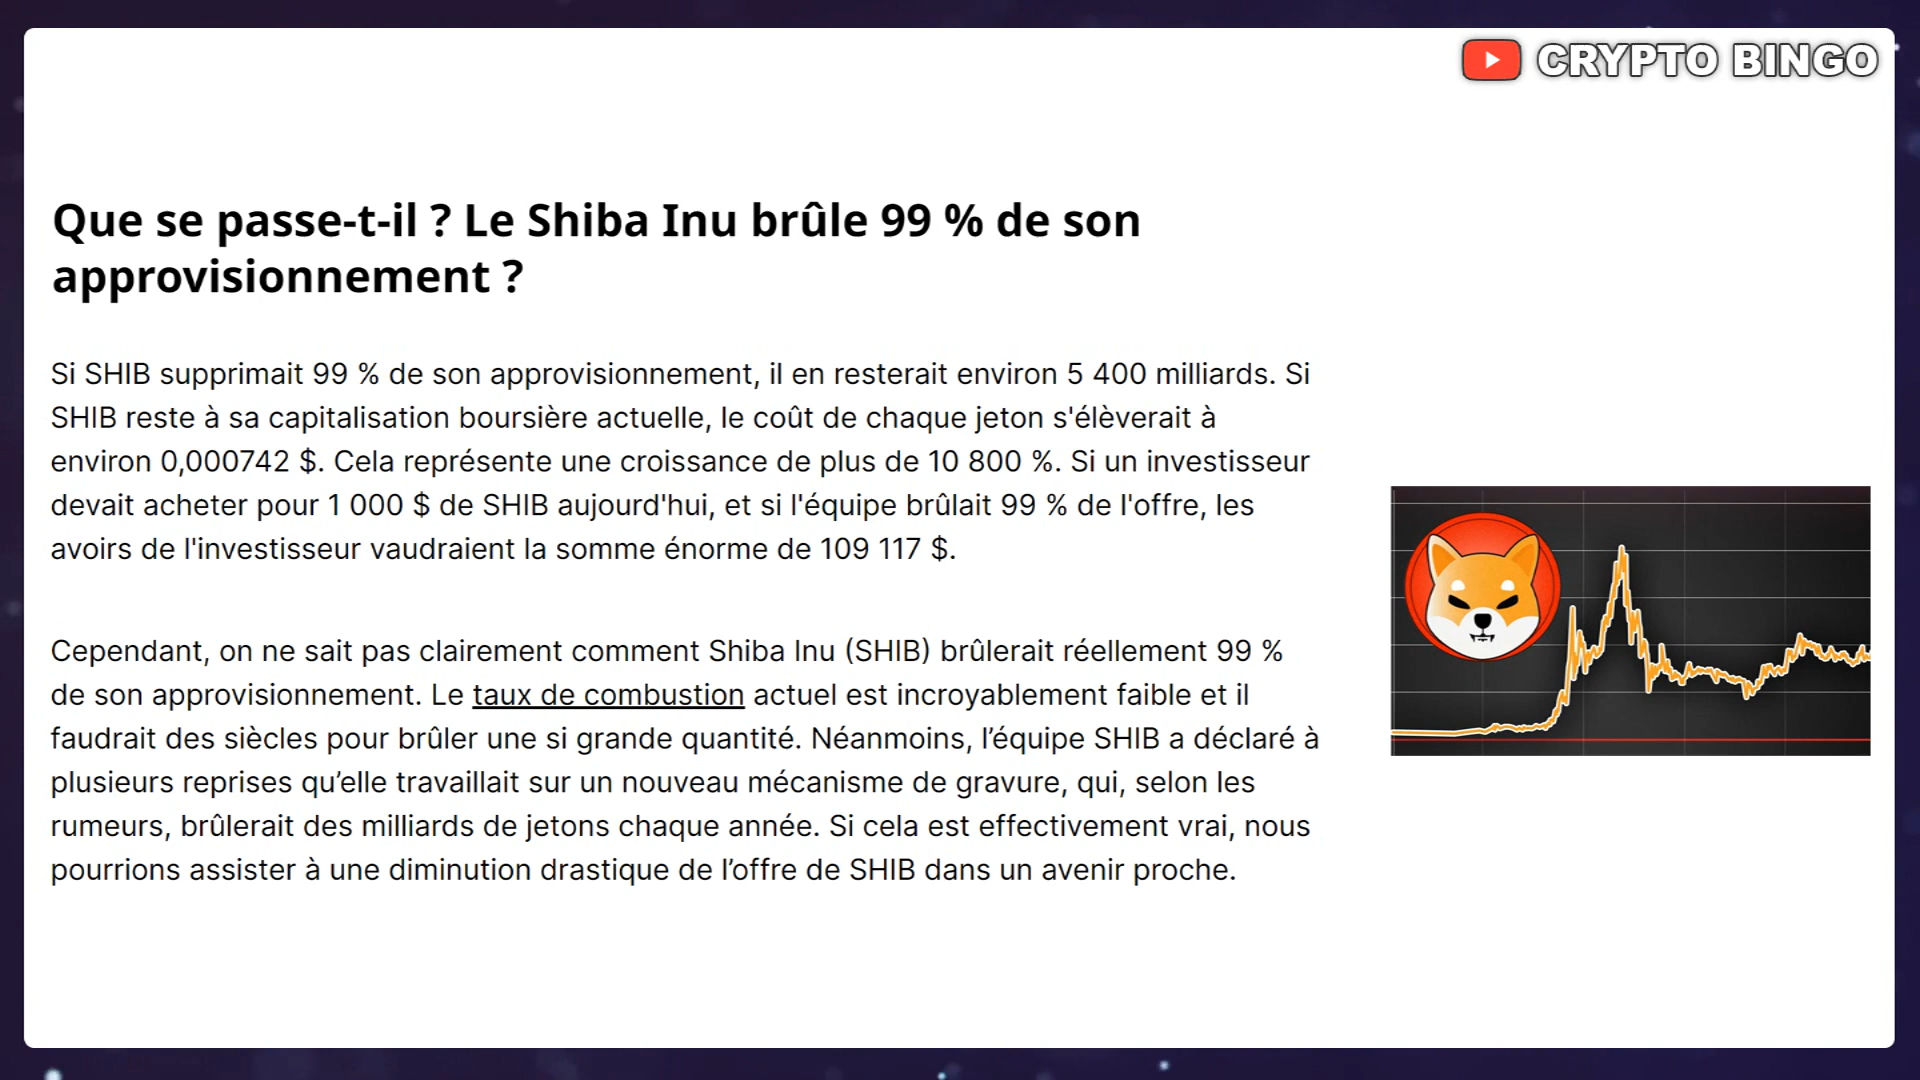 CRYPTO BINGO
Que se passe-t-il ? Le Shiba Inu brûle 99 % de son
approvisionnement ?
Si SHIB supprimait 99 % de son approvisionnement, il en resterait environ 5 400 milliards. Si
SHIB reste à sa capitalisation boursière actuelle, le coût de chaque jeton s'élèverait à
environ 0,000742 $. Cela représente une croissance de plus de 10 800 %. Si un investisseur
devait acheter pour 1 000 $ de SHIB aujourd'hui, et si l'équipe brûlait 99 % de l'offre, les
avoirs de l'investisseur vaudraient la somme énorme de 109 117 $.
Cependant, on ne sait pas clairement comment Shiba Inu (SHIB) brûlerait réellement 99 %
de son approvisionnement. Le taux de combustion actuel est incroyablement faible et il
faudrait des siècles pour brûler une si grande quantité. Néanmoins, l’équipe SHIB a déclaré à
plusieurs reprises qu’elle travaillait sur un nouveau mécanisme de gravure, qui, selon les
rumeurs, brûlerait des milliards de jetons chaque année. Si cela est effectivement vrai, nous
pourrions assister à une diminution drastique de l’offre de SHIB dans un avenir proche.